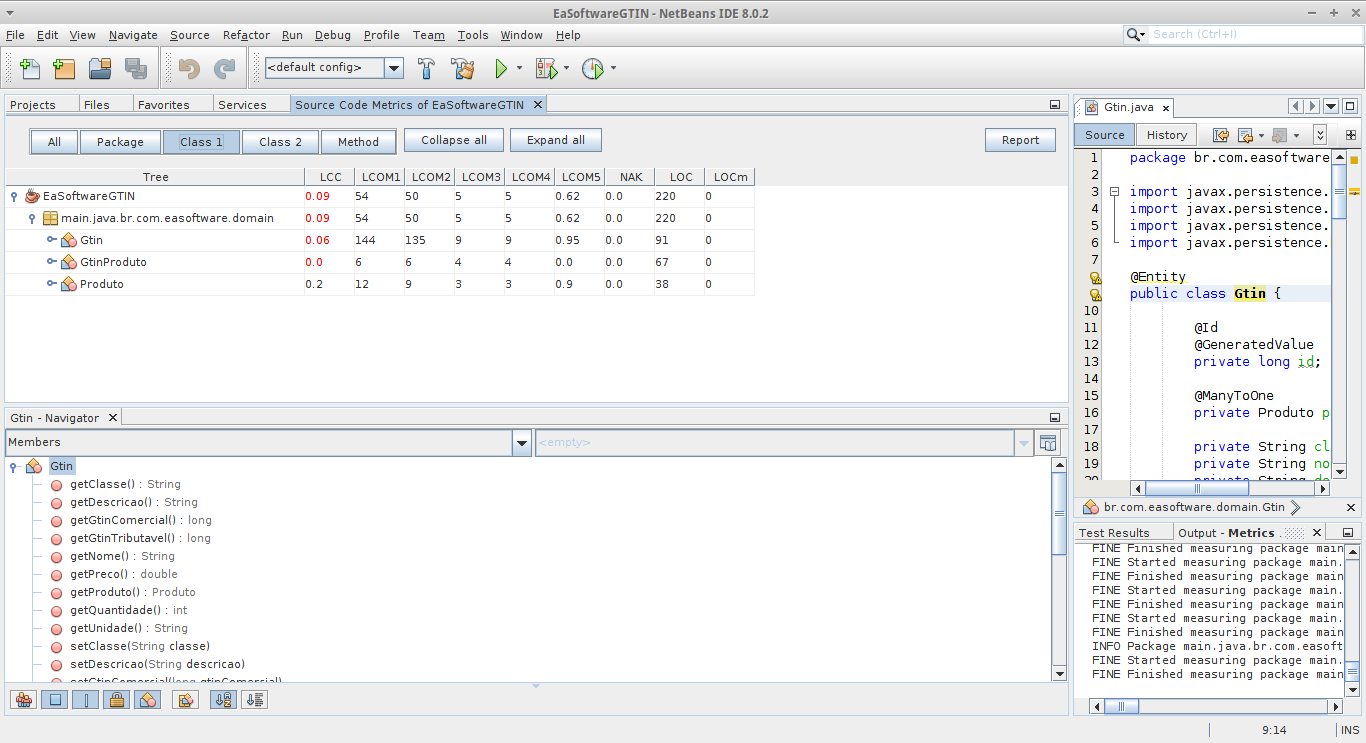 EaSoftwareGTIN - NetBeans IDE 8.0.2
File Edit View Navigate Source Refactor Run Debug Profile Team Tools Window Help
Search (Ctrl+I)
<default config>
Projects Files Favorites Services Source Code Metrics of EaSoftwareGTIN
All Package Class 1 Class 2 Method Collapse all Expand all Report
Tree LCC LCOM1 LCOM2 LCOM3 LCOM4 LCOM5 NAK LOC LOCm
EaSoftwareGTIN 0.09 54 50 5 5 0.62 0.0 220 0
main.java.br.com.easoftware.domain 0.09 54 50 5 5 0.62 0.0 220 0
Gtin 0.06 144 135 9 9 0.95 0.0 91 0
GtinProduto 0.0 6 6 4 4 0.0 0.0 67 0
Produto 0.2 12 9 3 3 0.9 0.0 38 0
Gtin - Navigator
Members
<empty>
Gtin
getClasse() : String
getDescricao() : String
getGtinComercial() : long
getGtinTributavel() : long
getNome() : String
getPreco() : double
getProduto() : Produto
getQuantidade() : int
getUnidade() : String
setClasse(String classe)
setDescricao(String descricao)
setGtinComercial(long gtinComercial)
Gtin.java
Source History
1 package br.com.easoftware
2
3 import javax.persistence.
4 import javax.persistence.
5 import javax.persistence.
6 import javax.persistence.
7
@Entity
public class Gtin {
10
11 @Id
12 @GeneratedValue
13 private long id;
14
15 @ManyToOne
16 private Produto p
17
18 private String cl
19 private String no
20 private String de
br.com.easoftware.domain.Gtin
Test Results Output - Metrics
FINE Finished measuring package main
FINE Started measuring package main.
FINE Finished measuring package main
FINE Started measuring package main.
FINE Finished measuring package main
FINE Started measuring package main.
FINE Finished measuring package main
INFO Package main.java.br.com.easoft
FINE Started measuring package main.
FINE Finished measuring package main
9:14 INS